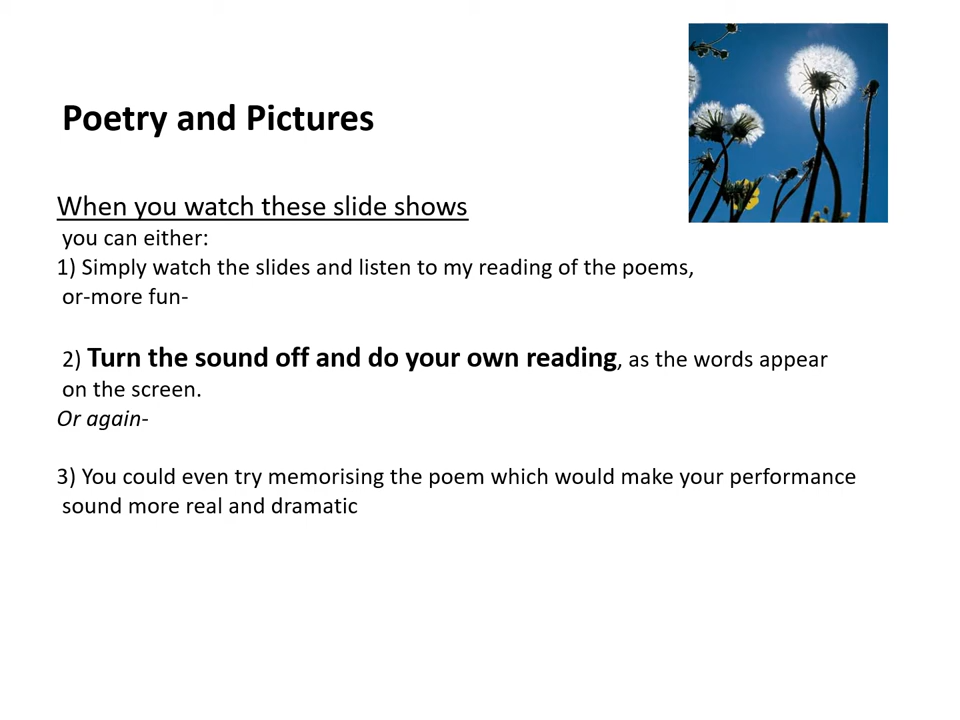 Poetry and Pictures
When you watch these slide shows
you can either:
1) Simply watch the slides and listen to my reading of the poems,
or-more fun-
2) Turn the sound off and do your own reading, as the words appear
on the screen.
Or again-
3) You could even try memorising the poem which would make your performance
sound more real and dramatic